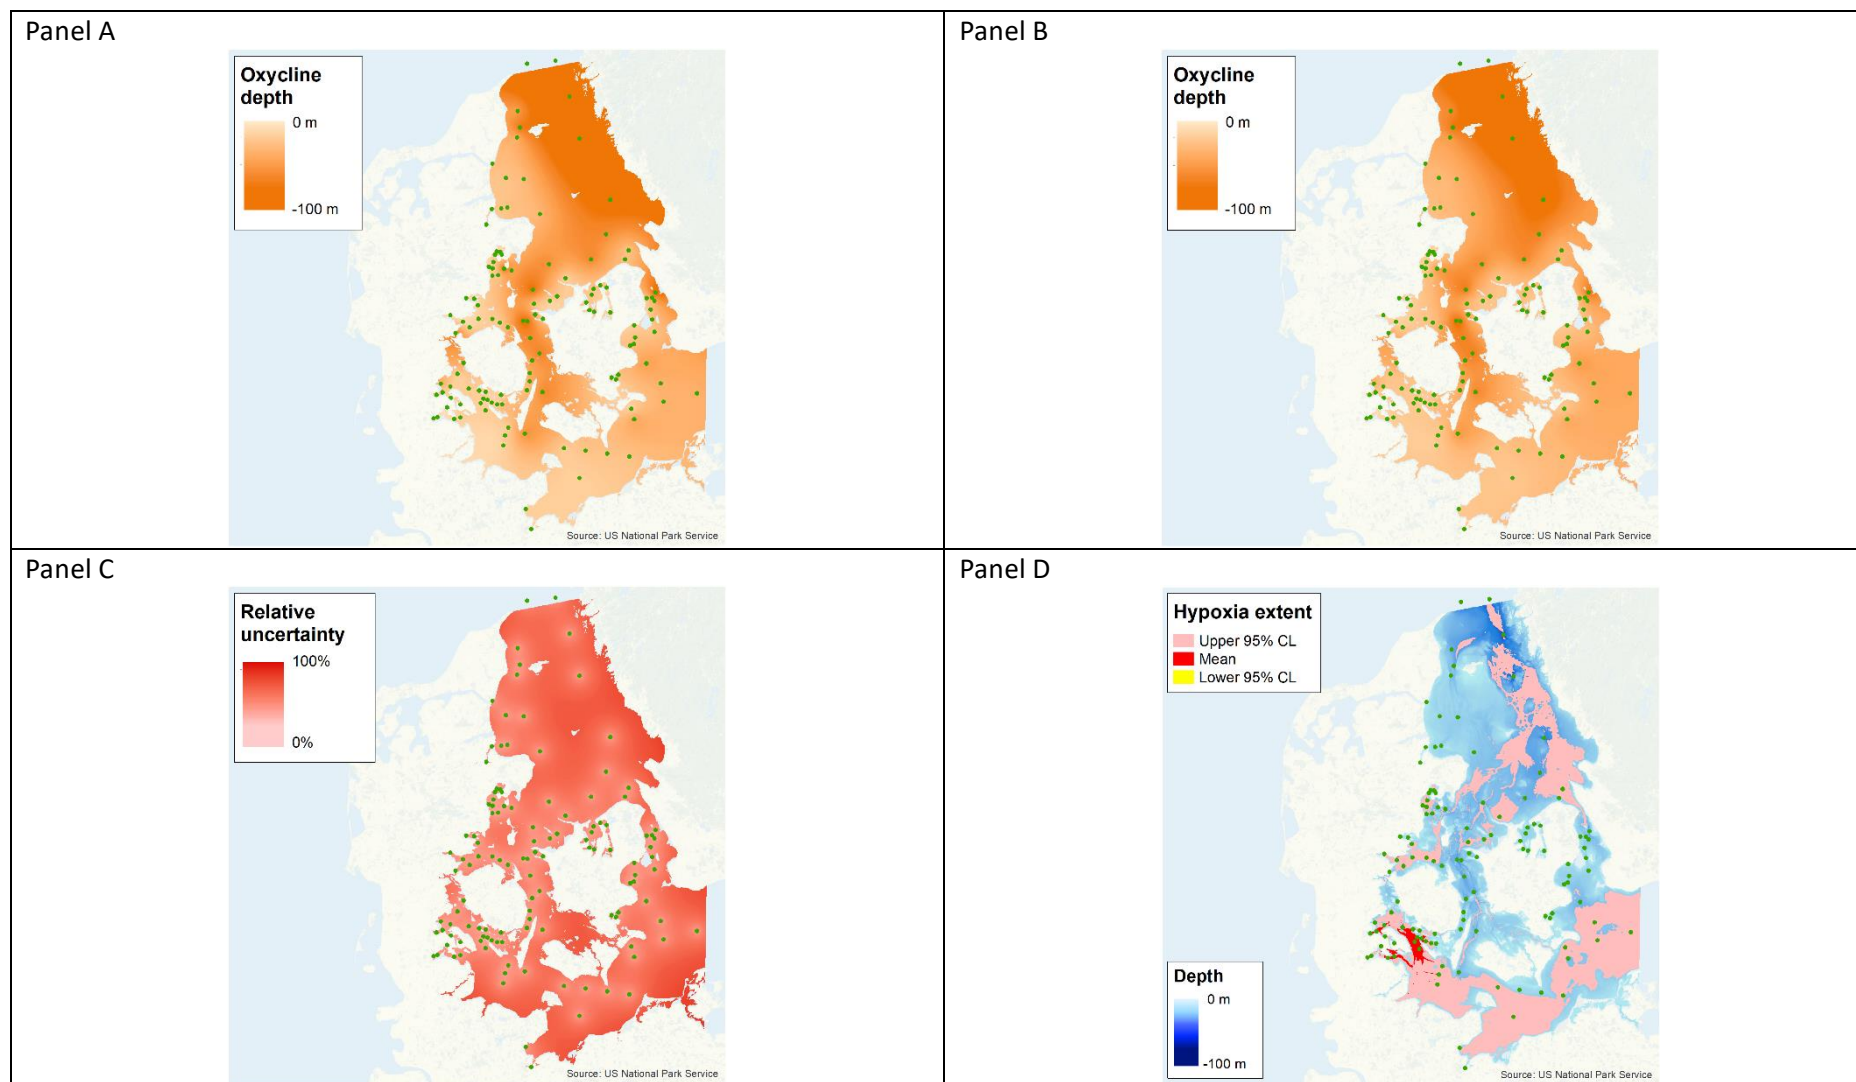 Panel A
Oxycline
depth
0 m
-100 m
Source: US National Park Service
Panel B
Oxycline
depth
0 m
-100 m
Source: US National Park Service
Panel C
Relative
uncertainty
100%
0%
Source: US National Park Service
Panel D
Hypoxia extent
Upper 95% CL
Mean
Lower 95% CL
Depth
0 m
-100 m
Source: US National Park Service